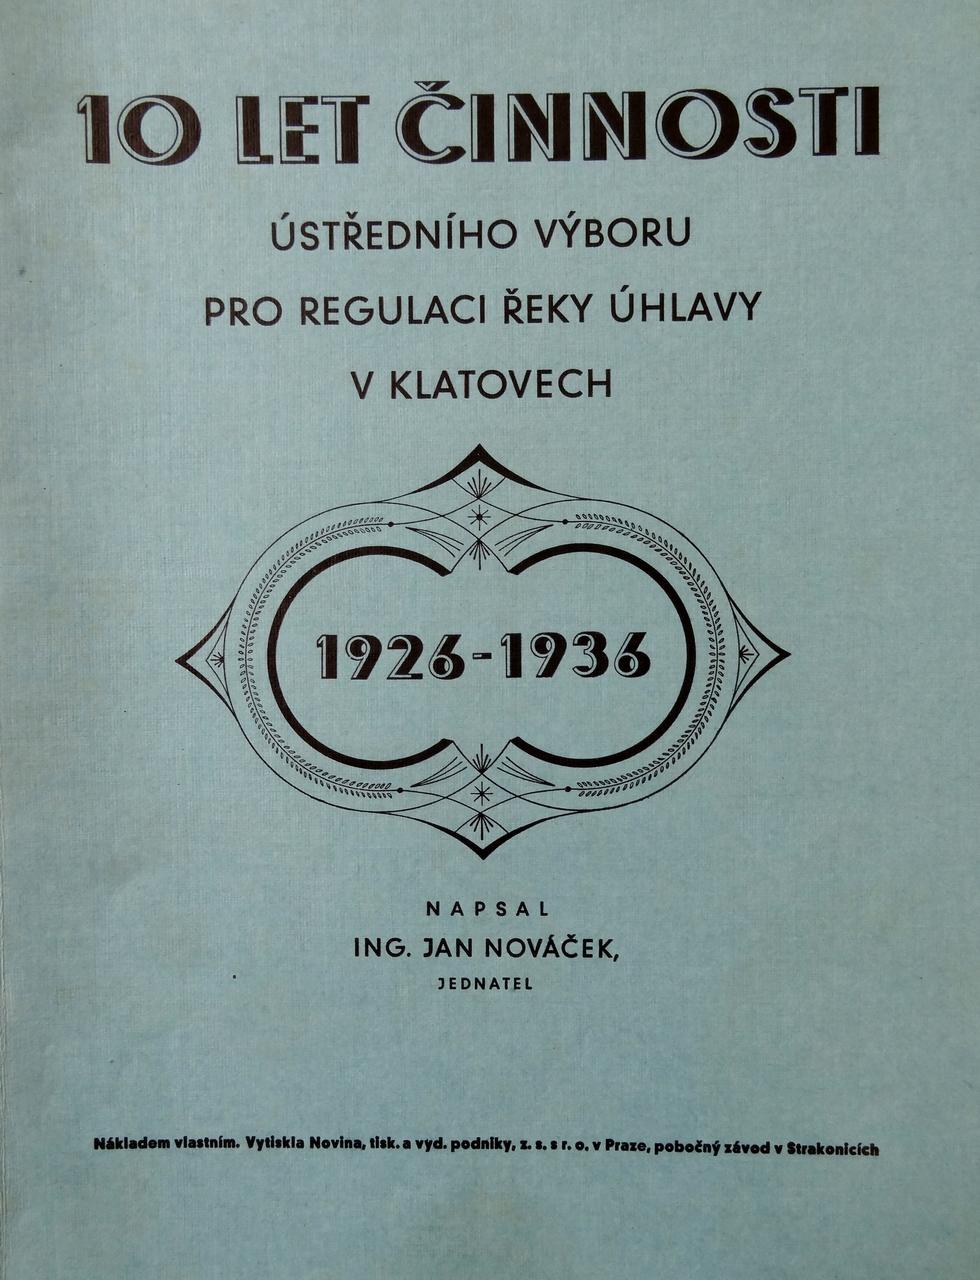 10 LET ČINNOSTI
ÚSTŘEDNÍHO VÝBORU
PRO REGULACI ŘEKY ÚHLAVY
V KLATOVECH
1926-1936
NAPSAL
ING. JAN NOVÁČEK,
JEDNATEL
Nákladem vlastním. Vytiskla Novina, tisk. a vyd. podniky, z. s. s r. o. v Praze, pobočný závod v Strakonicích